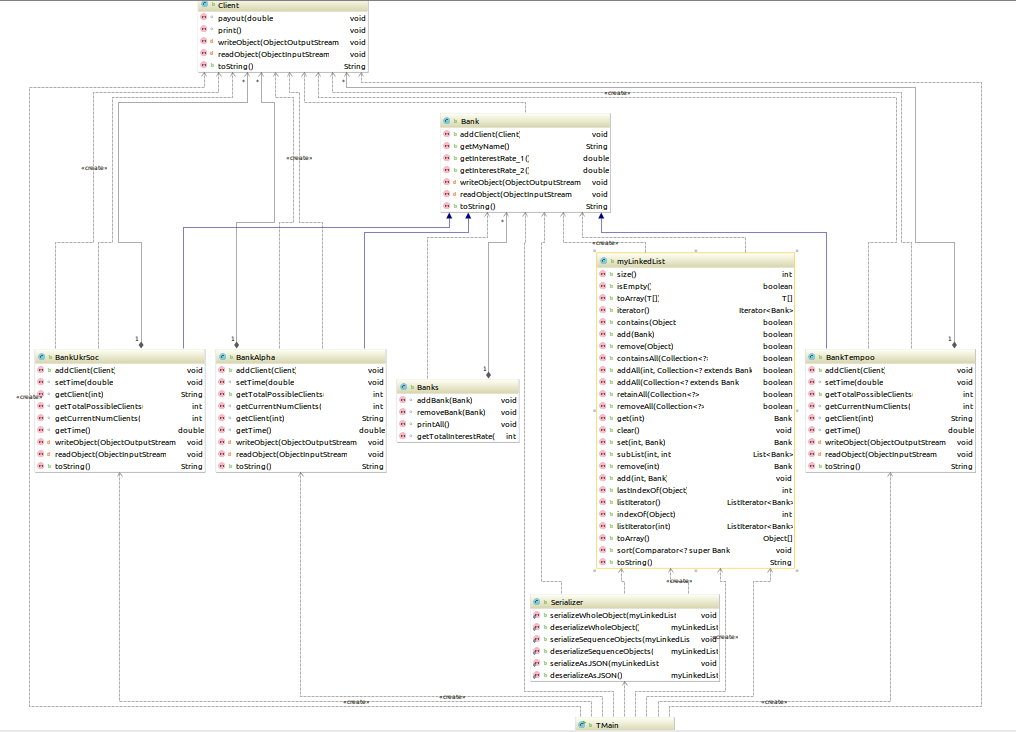 Client
payout(double void
print() void
writeObject(ObjectOutputStream void
readObject(ObjectInputStream void
toString() String
* *
«create»
Bank
addClient(Client) void
getMyName() String
getInterestRate_1() double
getInterestRate_2() double
writeObject(ObjectOutputStream void
readObject(ObjectInputStream void
toString() String
«create»
«create»
*
«create»
myLinkedList
size() int
isEmpty() boolean
toArray(T[]) T[]
iterator() Iterator<Bank>
contains(Object boolean
add(Bank) boolean
remove(Object) boolean
containsAll(Collection<?> boolean
addAll(int, Collection<? extends Bank boolean
addAll(Collection<? extends Bank boolean
retainAll(Collection<?> boolean
removeAll(Collection<?> boolean
get(int) Bank
clear() void
set(int, Bank) Bank
subList(int, int List<Bank>
remove(int) Bank
add(int, Bank) void
lastIndexOf(Object) int
listIterator() ListIterator<Bank>
indexOf(Object) int
listIterator(int) ListIterator<Bank>
toArray() Object[]
sort(Comparator<? super Bank void
toString() String
1
BankUkrSoc
addClient(Client) void
setTime(double void
getClient(int) String
getTotalPossibleClients( int
getCurrentNumClients( int
getTime() double
writeObject(ObjectOutputStream void
readObject(ObjectInputStream void
toString() String
«create»
1
BankAlpha
addClient(Client) void
setTime(double void
getTotalPossibleClients( int
getCurrentNumClients( int
getClient(int) String
getTime() double
writeObject(ObjectOutputStream void
readObject(ObjectInputStream void
toString() String
1
Banks
addBank(Bank) void
removeBank(Bank) void
printAll() void
getTotalInterestRate( int
1
BankTempoo
addClient(Client) void
setTime(double void
getTotalPossibleClients( int
getCurrentNumClients( int
getClient(int) String
getTime() double
writeObject(ObjectOutputStream void
readObject(ObjectInputStream void
toString() String
«create»
Serializer
serializeWholeObject(myLinkedList void
deserializeWholeObject() myLinkedList
serializeSequenceObjects(myLinkedLis void
deserializeSequenceObjects( myLinkedList
serializeAsJSON(myLinkedList void
deserializeAsJSON() myLinkedList
«create»
«create»
«create»
«create»
TMain